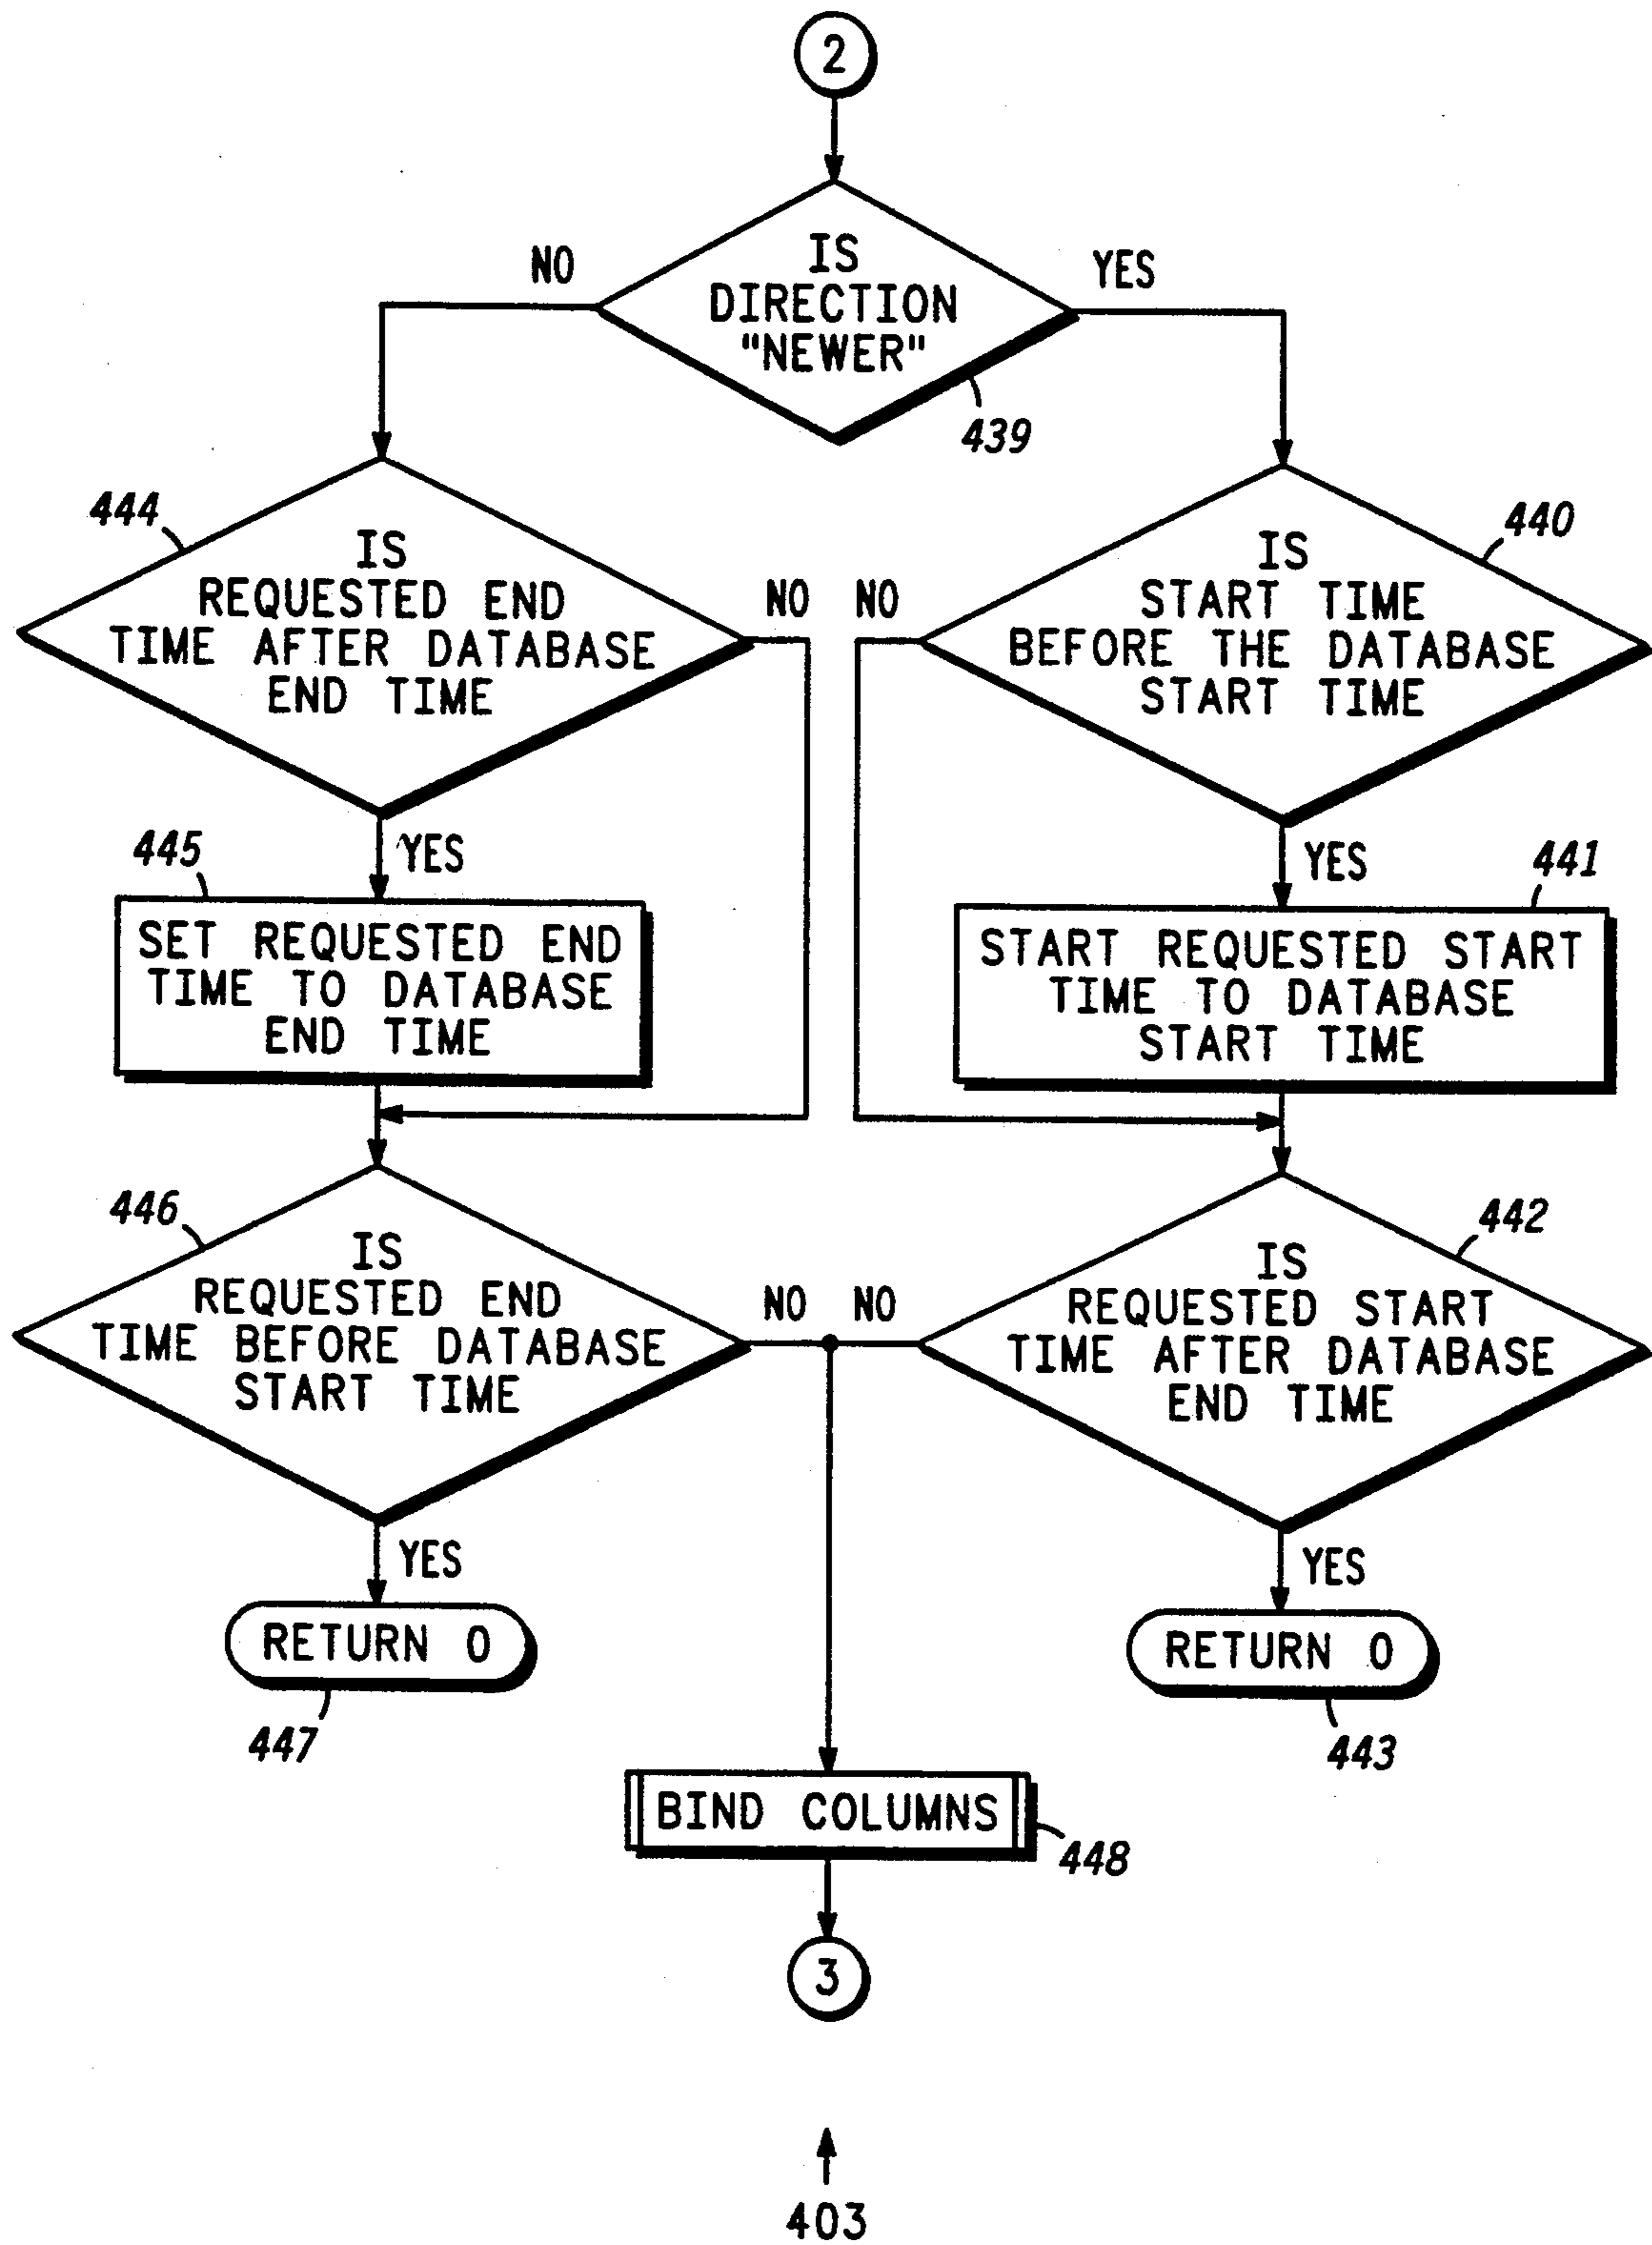 2
IS
DIRECTION
"NEWER"
NO
YES
439
444
IS
REQUESTED END
TIME AFTER DATABASE
END TIME
NO
NO
440
IS
START TIME
BEFORE THE DATABASE
START TIME
YES
YES
445
SET REQUESTED END
TIME TO DATABASE
END TIME
441
START REQUESTED START
TIME TO DATABASE
START TIME
446
IS
REQUESTED END
TIME BEFORE DATABASE
START TIME
NO
NO
442
IS
REQUESTED START
TIME AFTER DATABASE
END TIME
YES
YES
RETURN 0
447
RETURN 0
443
BIND COLUMNS
448
3
403